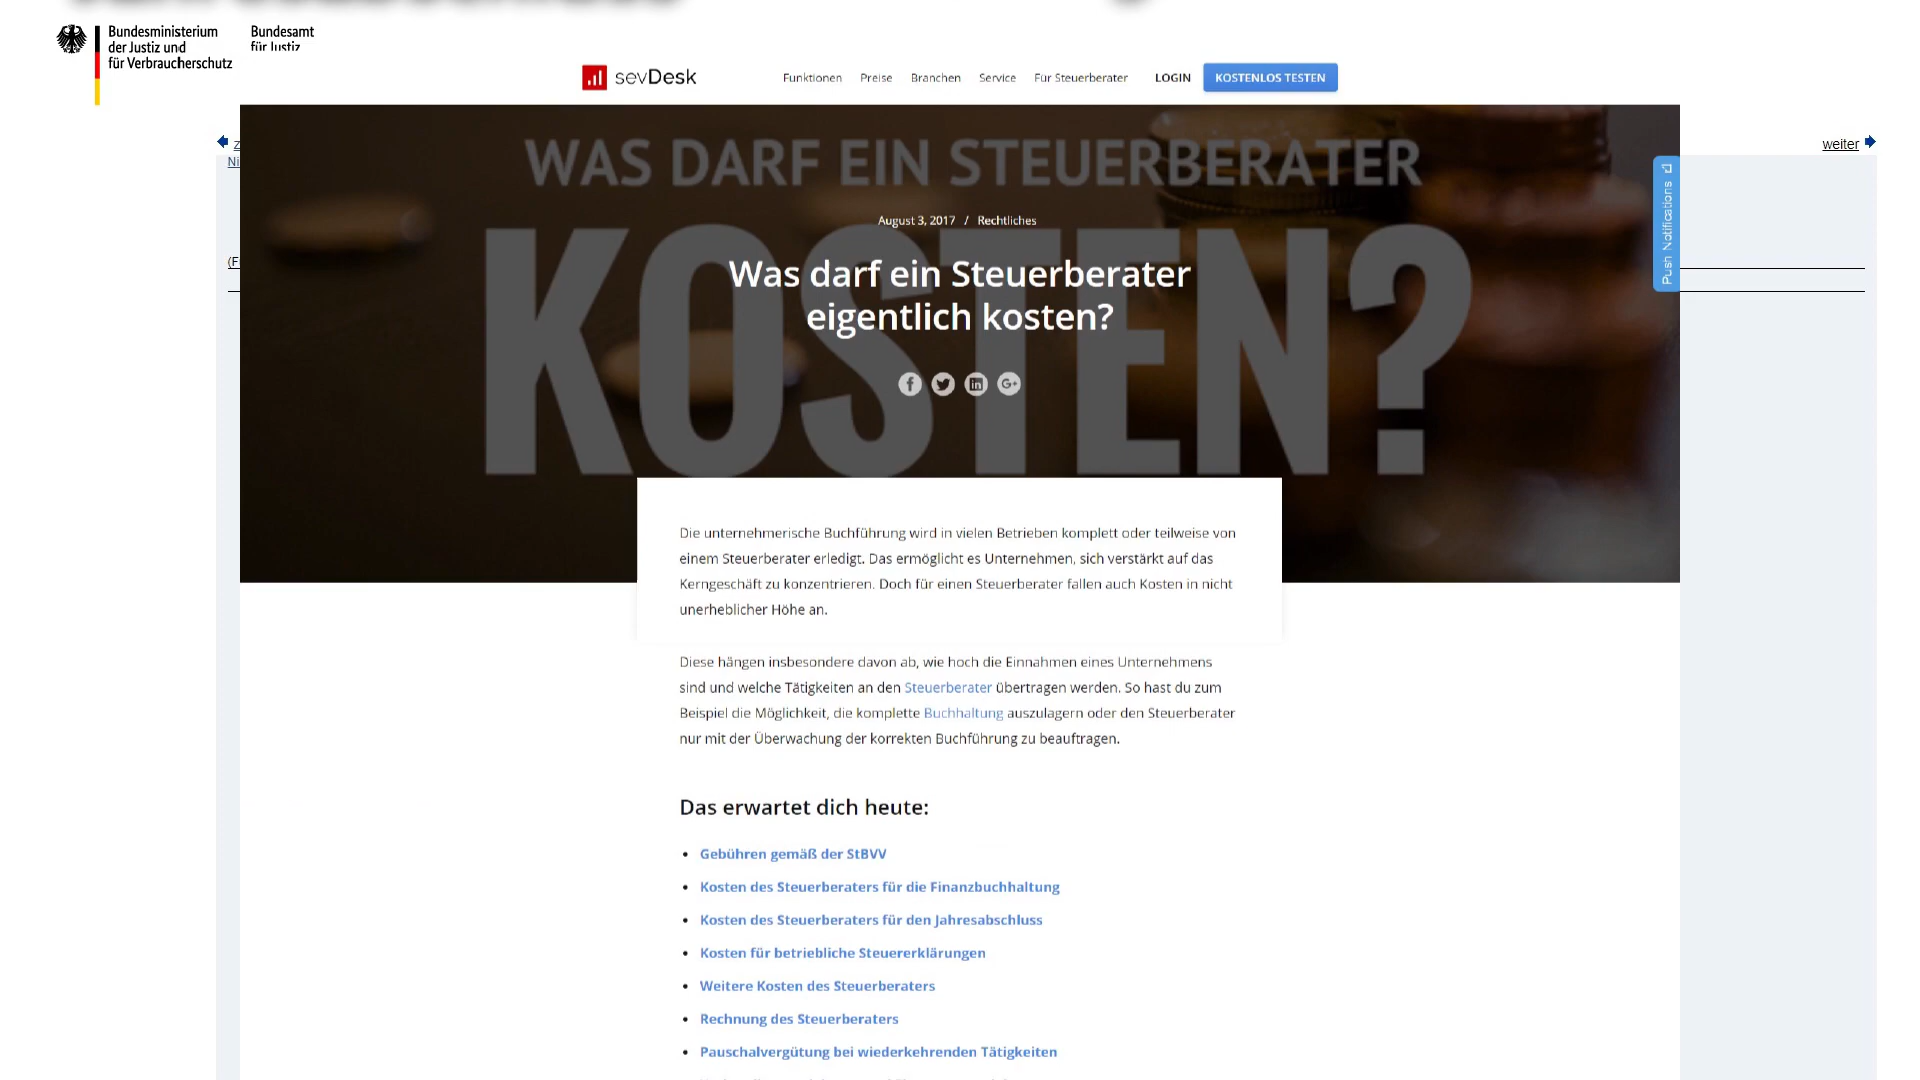 Bundesministerium
der Justiz und
für Verbraucherschutz
Bundesamt
für Justiz
sevDesk
Funktionen Preise Branchen Service Für Steuerberater LOGIN KOSTENLOS TESTEN
weiter
WAS DARF EIN STEUERBERATER
KOSTEN?
Push Notifications
August 3, 2017 / Rechtliches
Was darf ein Steuerberater
eigentlich kosten?
Die unternehmerische Buchführung wird in vielen Betrieben komplett oder teilweise von
einem Steuerberater erledigt. Das ermöglicht es Unternehmen, sich verstärkt auf das
Kerngeschäft zu konzentrieren. Doch für einen Steuerberater fallen auch Kosten in nicht
unerheblicher Höhe an.
Diese hängen insbesondere davon ab, wie hoch die Einnahmen eines Unternehmens
sind und welche Tätigkeiten an den Steuerberater übertragen werden. So hast du zum
Beispiel die Möglichkeit, die komplette Buchhaltung auszulagern oder den Steuerberater
nur mit der Überwachung der korrekten Buchführung zu beauftragen.
Das erwartet dich heute:
• Gebühren gemäß der StBVV
• Kosten des Steuerberaters für die Finanzbuchhaltung
• Kosten des Steuerberaters für den Jahresabschluss
• Kosten für betriebliche Steuererklärungen
• Weitere Kosten des Steuerberaters
• Rechnung des Steuerberaters
• Pauschalvergütung bei wiederkehrenden Tätigkeiten